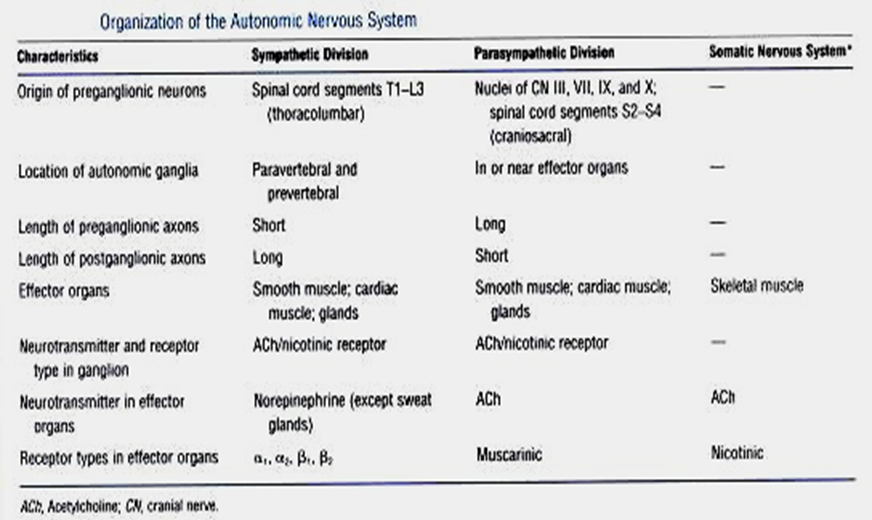 Organization of the Autonomic Nervous System
Characteristics Sympathetic Division Parasympathetic Division Somatic Nervous System*
Origin of preganglionic neurons Spinal cord segments T1–L3 Nuclei of CN III, VII, IX, and X;
(thoracolumbar) spinal cord segments S2–S4 —
(craniosacral)
Location of autonomic ganglia Paravertebral and In or near effector organs —
prevertebral
Length of preganglionic axons Short Long —
Length of postganglionic axons Long Short —
Effector organs Smooth muscle; cardiac Smooth muscle; cardiac muscle; Skeletal muscle
muscle; glands glands
Neurotransmitter and receptor ACh/nicotinic receptor ACh/nicotinic receptor —
type in ganglion
Neurotransmitter in effector Norepinephrine (except sweat ACh ACh
organs glands)
Receptor types in effector organs α₁, α₂, β₁, β₂ Muscarinic Nicotinic
ACh, Acetylcholine; CN, cranial nerve.